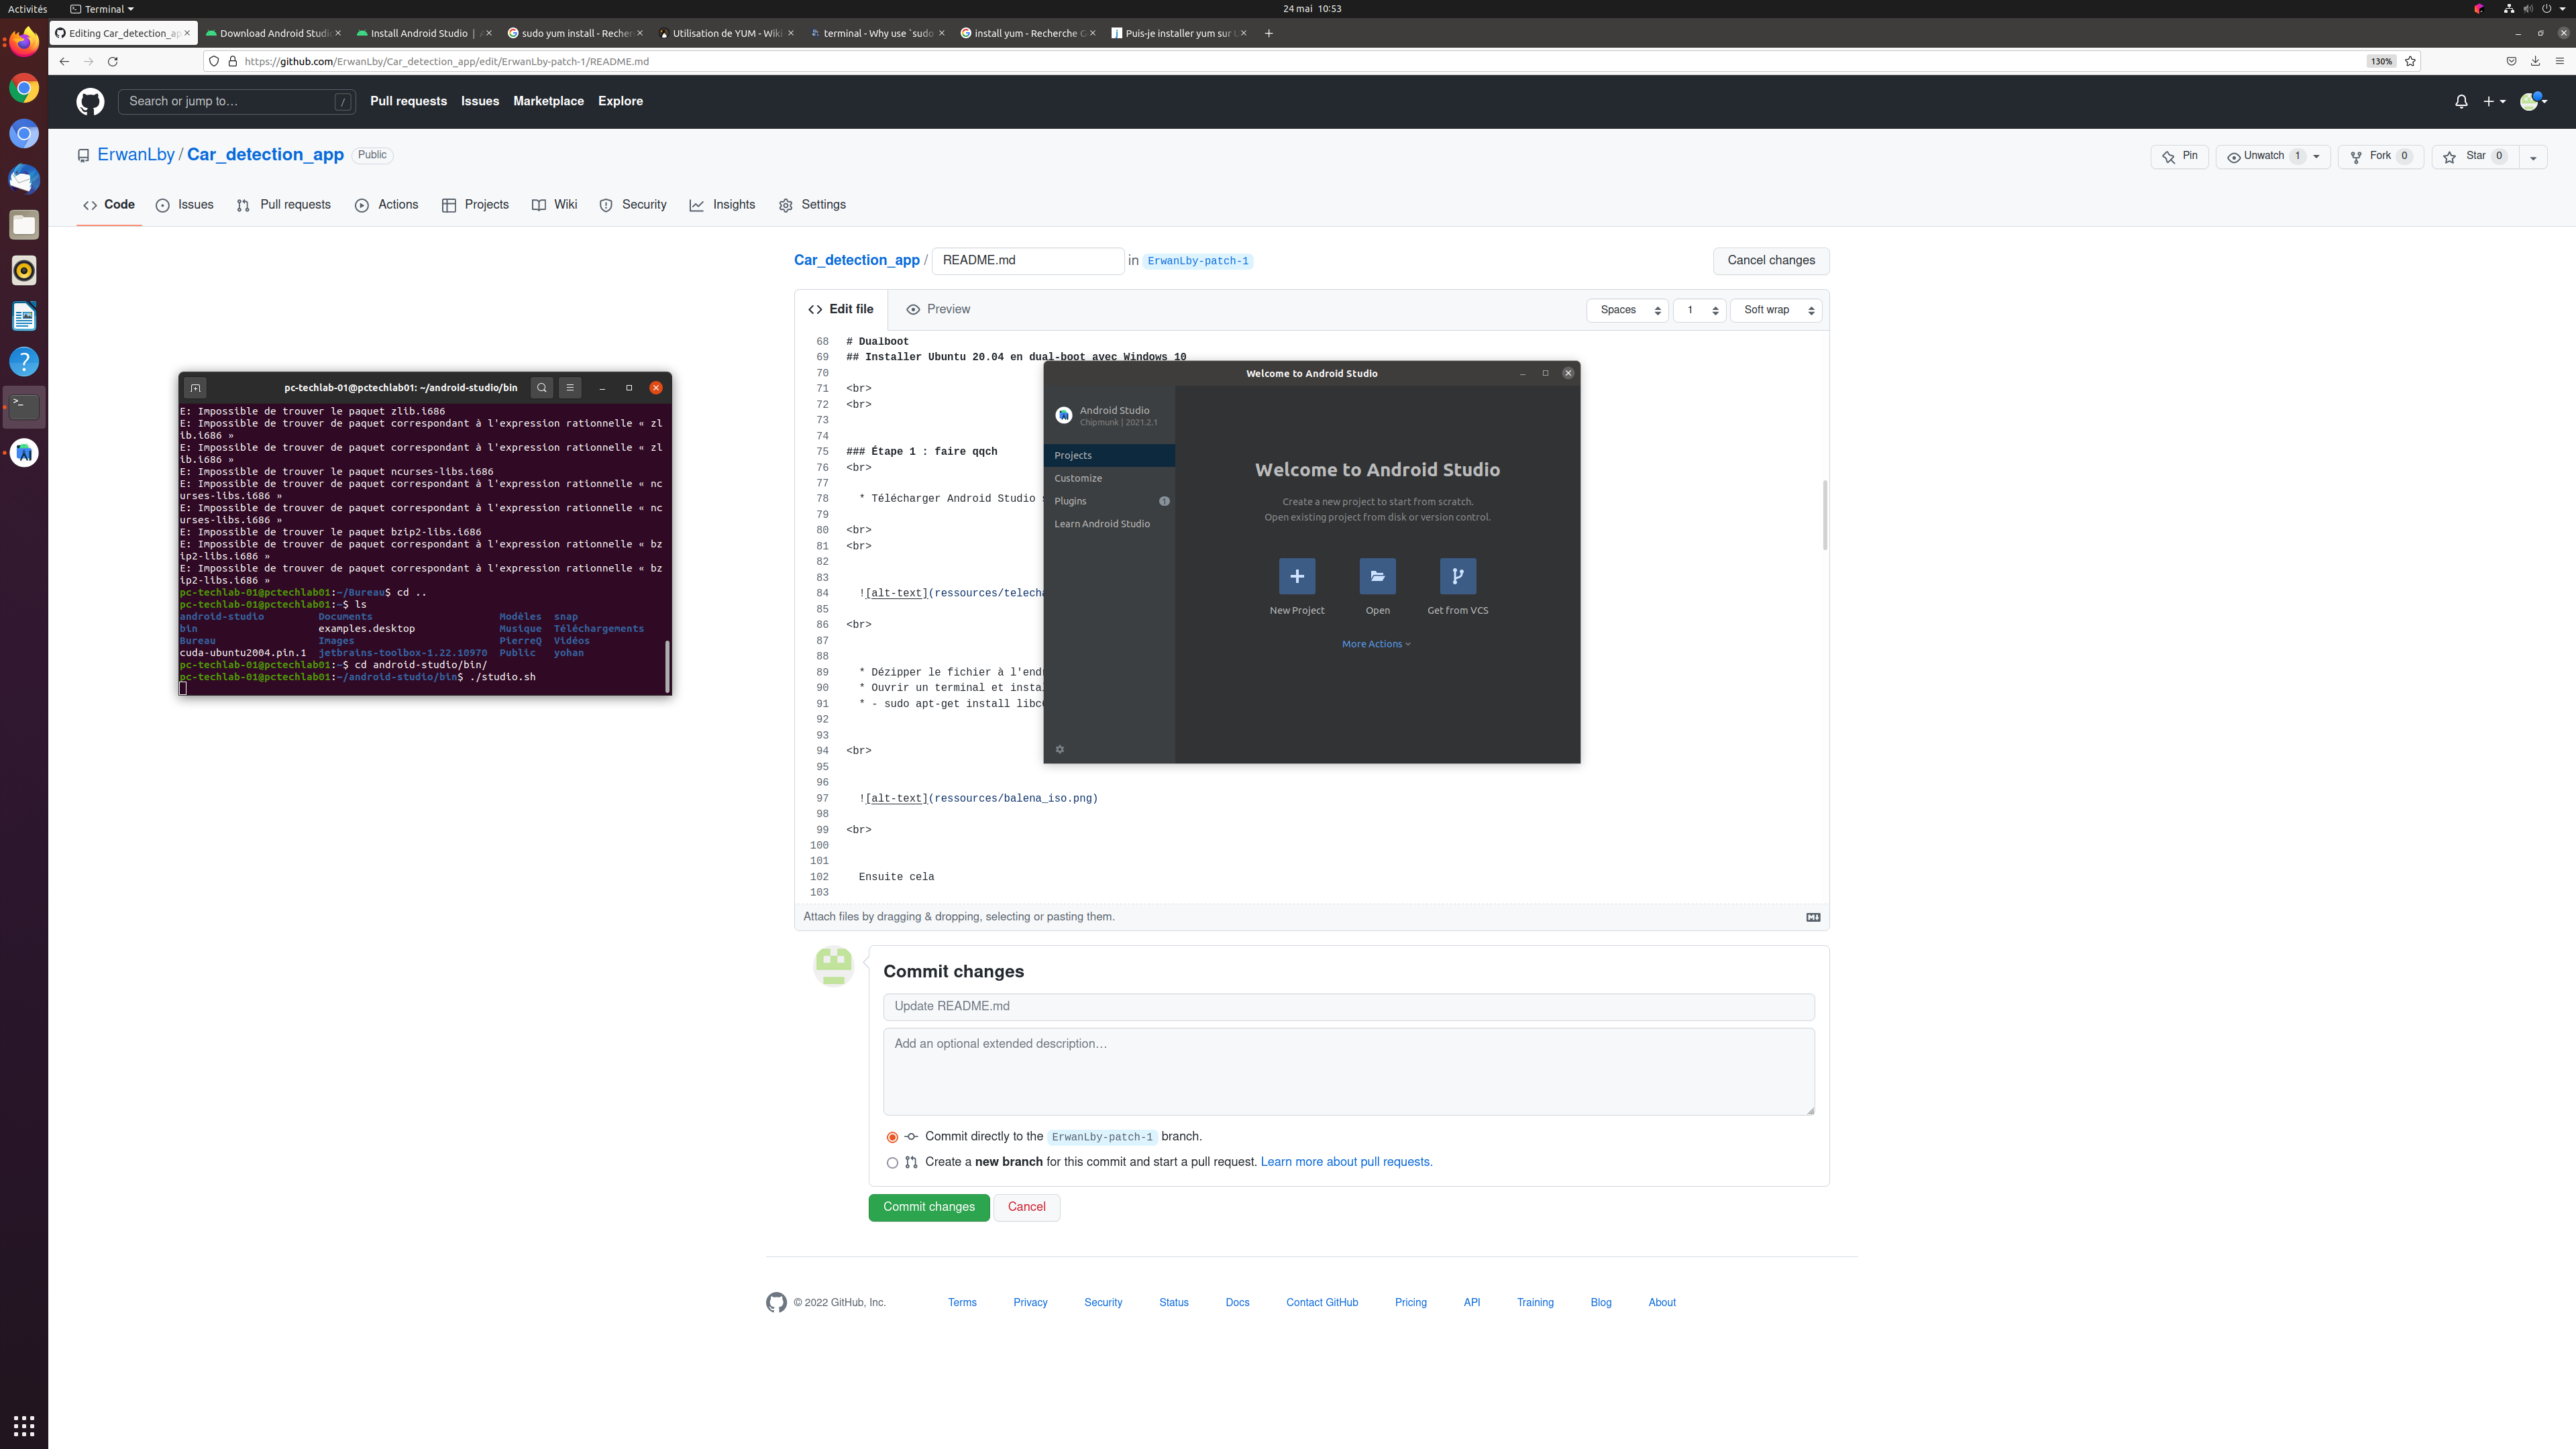 Activités
Terminal
24 mai 10:53
Editing Car_detection_ap
Download Android Studi
Install Android Studio | A
sudo yum install - Recher
Utilisation de YUM - Wiki
terminal - Why use `sudo
install yum - Recherche G
Puis-je installer yum sur U
https://github.com/ErwanLby/Car_detection_app/edit/ErwanLby-patch-1/README.md
130%
Search or jump to…
/
Pull requests
Issues
Marketplace
Explore
ErwanLby / Car_detection_app
Public
Pin
Unwatch 1
Fork 0
Star 0
Code
Issues
Pull requests
Actions
Projects
Wiki
Security
Insights
Settings
Car_detection_app / README.md in ErwanLby-patch-1
Cancel changes
Edit file
Preview
Spaces
1
Soft wrap
68 # Dualboot
69 ## Installer Ubuntu 20.04 en dual-boot avec Windows 10
70
71 <br>
72 <br>
73
74
75 ### Étape 1 : faire qqch
76 <br>
77
78 * Télécharger Android Studio s
79
80 <br>
81 <br>
82
83
84 ![alt-text](ressources/telecha
85
86 <br>
87
88
89 * Dézipper le fichier à l'endr
90 * Ouvrir un terminal et instal
91 * - sudo apt-get install libc6
92
93
94 <br>
95
96
97 ![alt-text](ressources/balena_iso.png)
98
99 <br>
100
101
102 Ensuite cela
103
Attach files by dragging & dropping, selecting or pasting them.
pc-techlab-01@pctechlab01: ~/android-studio/bin
E: Impossible de trouver le paquet zlib.i686
E: Impossible de trouver de paquet correspondant à l'expression rationnelle « zl
ib.i686 »
E: Impossible de trouver de paquet correspondant à l'expression rationnelle « zl
ib.i686 »
E: Impossible de trouver le paquet ncurses-libs.i686
E: Impossible de trouver de paquet correspondant à l'expression rationnelle « nc
urses-libs.i686 »
E: Impossible de trouver de paquet correspondant à l'expression rationnelle « nc
urses-libs.i686 »
E: Impossible de trouver le paquet bzip2-libs.i686
E: Impossible de trouver de paquet correspondant à l'expression rationnelle « bz
ip2-libs.i686 »
E: Impossible de trouver de paquet correspondant à l'expression rationnelle « bz
ip2-libs.i686 »
pc-techlab-01@pctechlab01:~/Bureau$ cd ..
pc-techlab-01@pctechlab01:~$ ls
android-studio Documents Modèles snap
bin examples.desktop Musique Téléchargements
Bureau Images PierreQ Vidéos
cuda-ubuntu2004.pin.1 jetbrains-toolbox-1.22.10970 Public yohan
pc-techlab-01@pctechlab01:~$ cd android-studio/bin/
pc-techlab-01@pctechlab01:~/android-studio/bin$ ./studio.sh
Welcome to Android Studio
Android Studio
Chipmunk | 2021.2.1
Projects
Customize
Plugins
1
Learn Android Studio
Welcome to Android Studio
Create a new project to start from scratch.
Open existing project from disk or version control.
New Project
Open
Get from VCS
More Actions
Commit changes
Update README.md
Add an optional extended description…
Commit directly to the ErwanLby-patch-1 branch.
Create a new branch for this commit and start a pull request. Learn more about pull requests.
Commit changes
Cancel
© 2022 GitHub, Inc.
Terms
Privacy
Security
Status
Docs
Contact GitHub
Pricing
API
Training
Blog
About